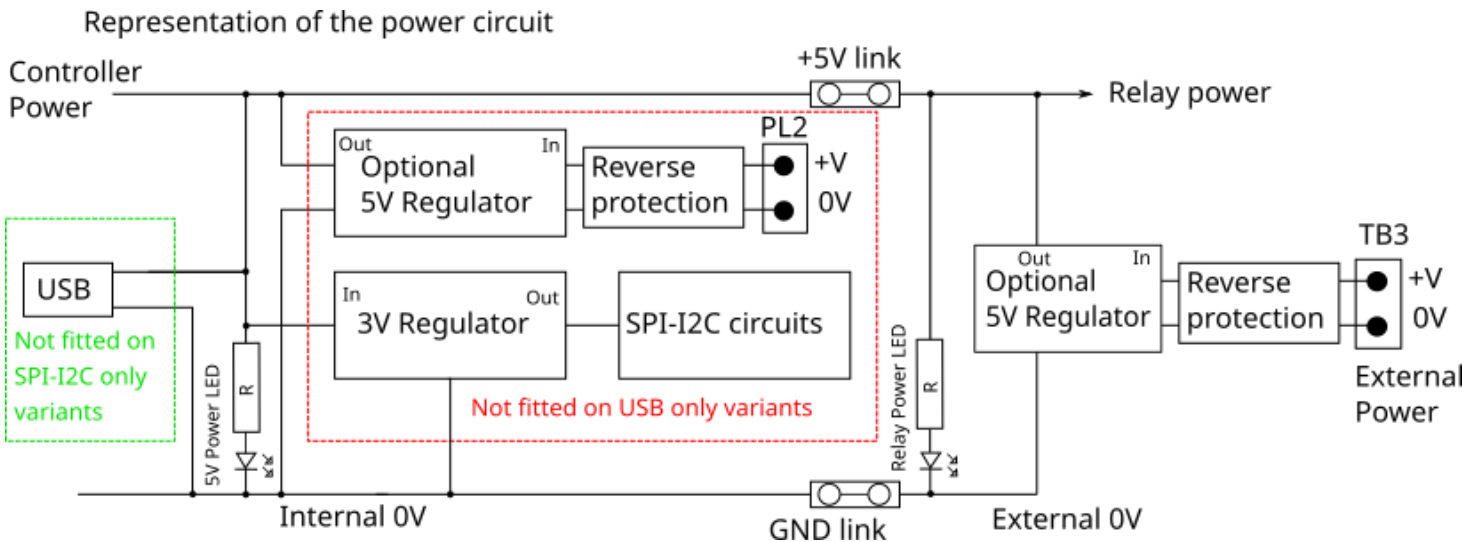 Representation of the power circuit
Controller
Power
+5V link
Relay power
PL2
Out
In
Optional
5V Regulator
Reverse
protection
+V
0V
USB
Not fitted on
SPI-I2C only
variants
In
Out
3V Regulator
SPI-I2C circuits
Not fitted on USB only variants
5V Power LED
R
Relay Power LED
R
Out
In
Optional
5V Regulator
Reverse
protection
TB3
+V
0V
External
Power
Internal 0V
GND link
External 0V